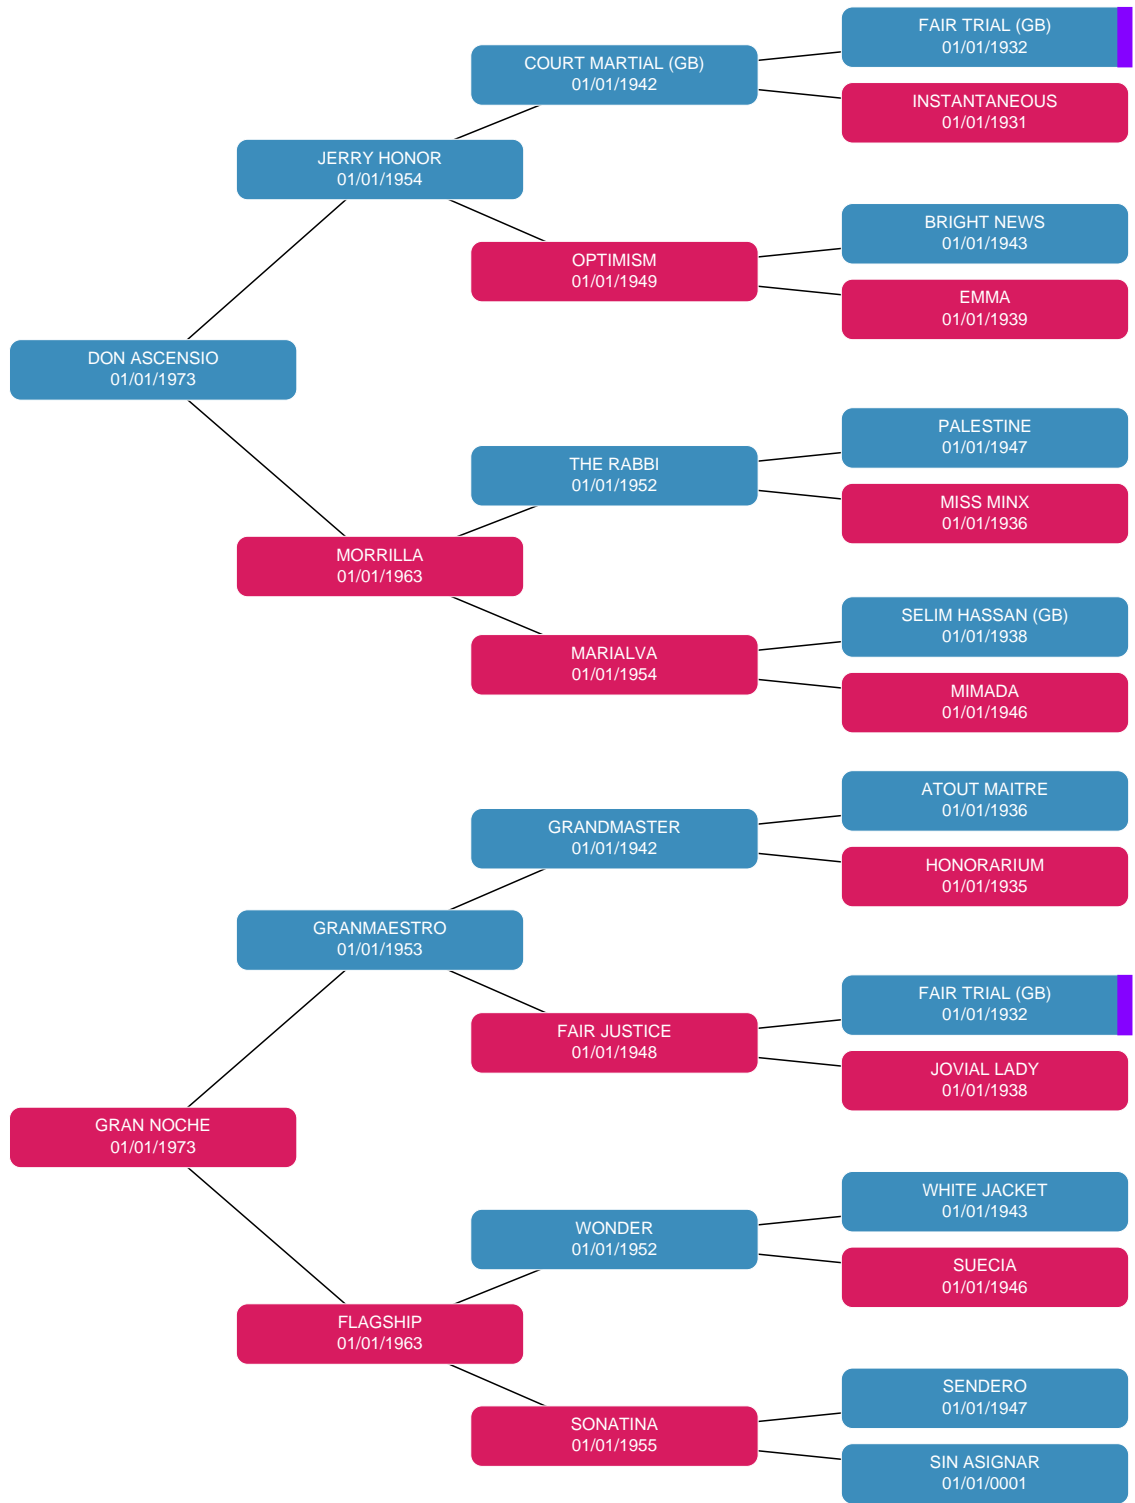 FAIR TRIAL (GB)
01/01/1932
COURT MARTIAL (GB)
01/01/1942
INSTANTANEOUS
01/01/1931
JERRY HONOR
01/01/1954
BRIGHT NEWS
01/01/1943
OPTIMISM
01/01/1949
EMMA
01/01/1939
DON ASCENSIO
01/01/1973
PALESTINE
01/01/1947
THE RABBI
01/01/1952
MISS MINX
01/01/1936
MORRILLA
01/01/1963
SELIM HASSAN (GB)
01/01/1938
MARIALVA
01/01/1954
MIMADA
01/01/1946
ATOUT MAITRE
01/01/1936
GRANDMASTER
01/01/1942
HONORARIUM
01/01/1935
GRANMAESTRO
01/01/1953
FAIR TRIAL (GB)
01/01/1932
FAIR JUSTICE
01/01/1948
JOVIAL LADY
01/01/1938
GRAN NOCHE
01/01/1973
WHITE JACKET
01/01/1943
WONDER
01/01/1952
SUECIA
01/01/1946
FLAGSHIP
01/01/1963
SENDERO
01/01/1947
SONATINA
01/01/1955
SIN ASIGNAR
01/01/0001